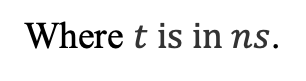 Where t is in ns.